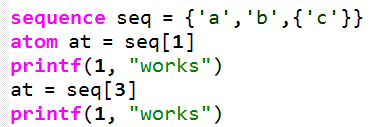 sequence seq = {'a','b',{'c'}}
atom at = seq[1]
printf(1, "works")
at = seq[3]
printf(1, "works")